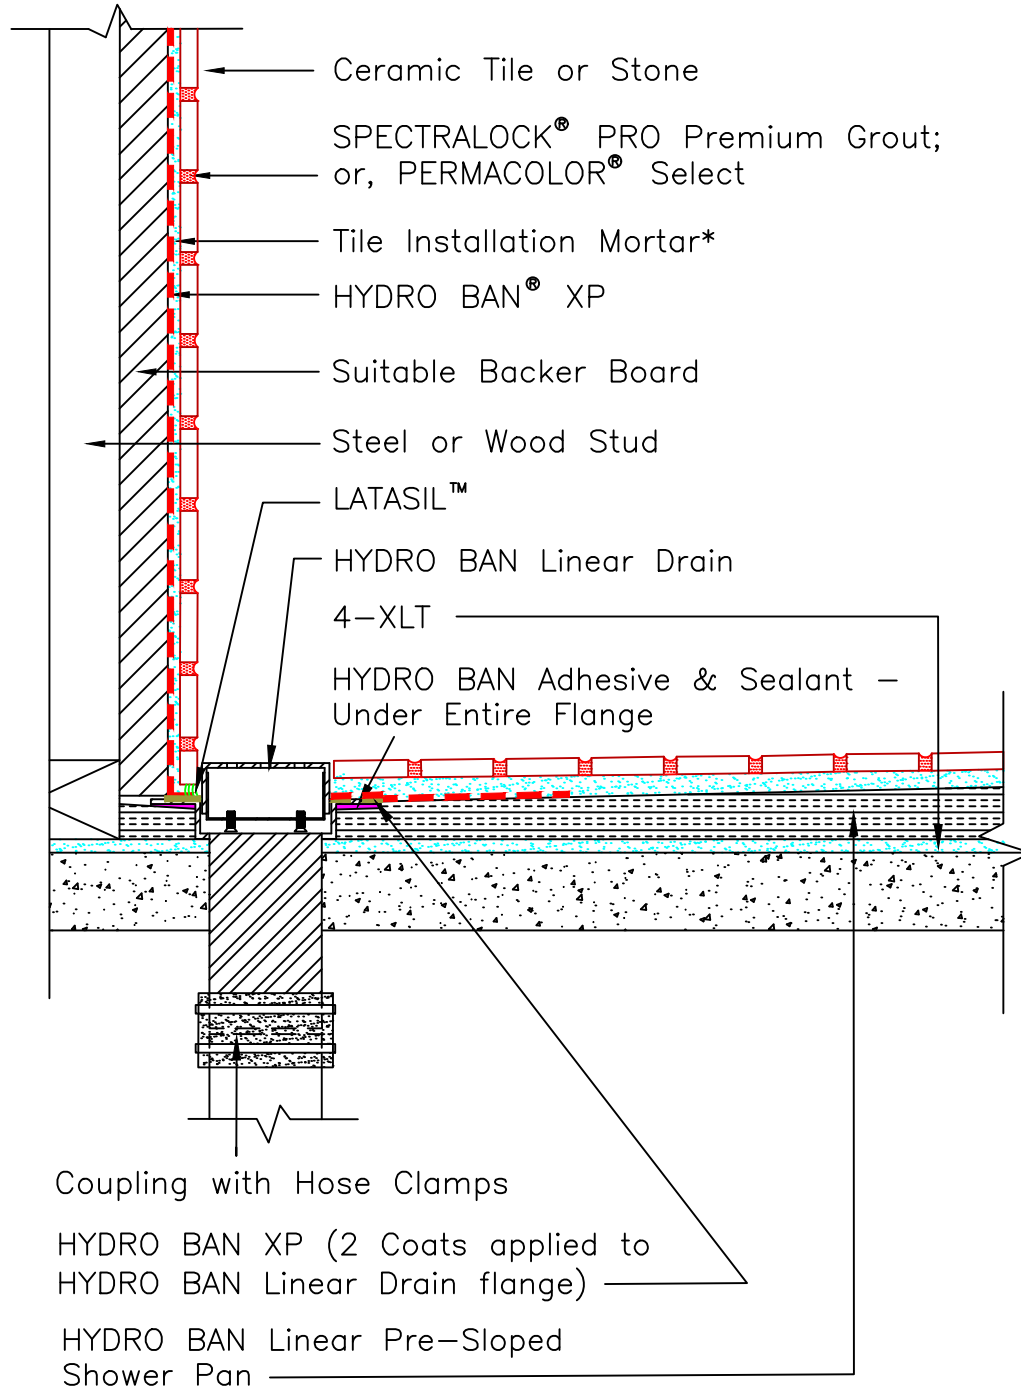 Ceramic Tile or Stone
SPECTRALOCK® PRO Premium Grout;
or, PERMACOLOR® Select
Tile Installation Mortar*
HYDRO BAN® XP
Suitable Backer Board
Steel or Wood Stud
LATASIL™
HYDRO BAN Linear Drain
4-XLT
HYDRO BAN Adhesive & Sealant -
Under Entire Flange
Coupling with Hose Clamps
HYDRO BAN XP (2 Coats applied to
HYDRO BAN Linear Drain flange)
HYDRO BAN Linear Pre-Sloped
Shower Pan